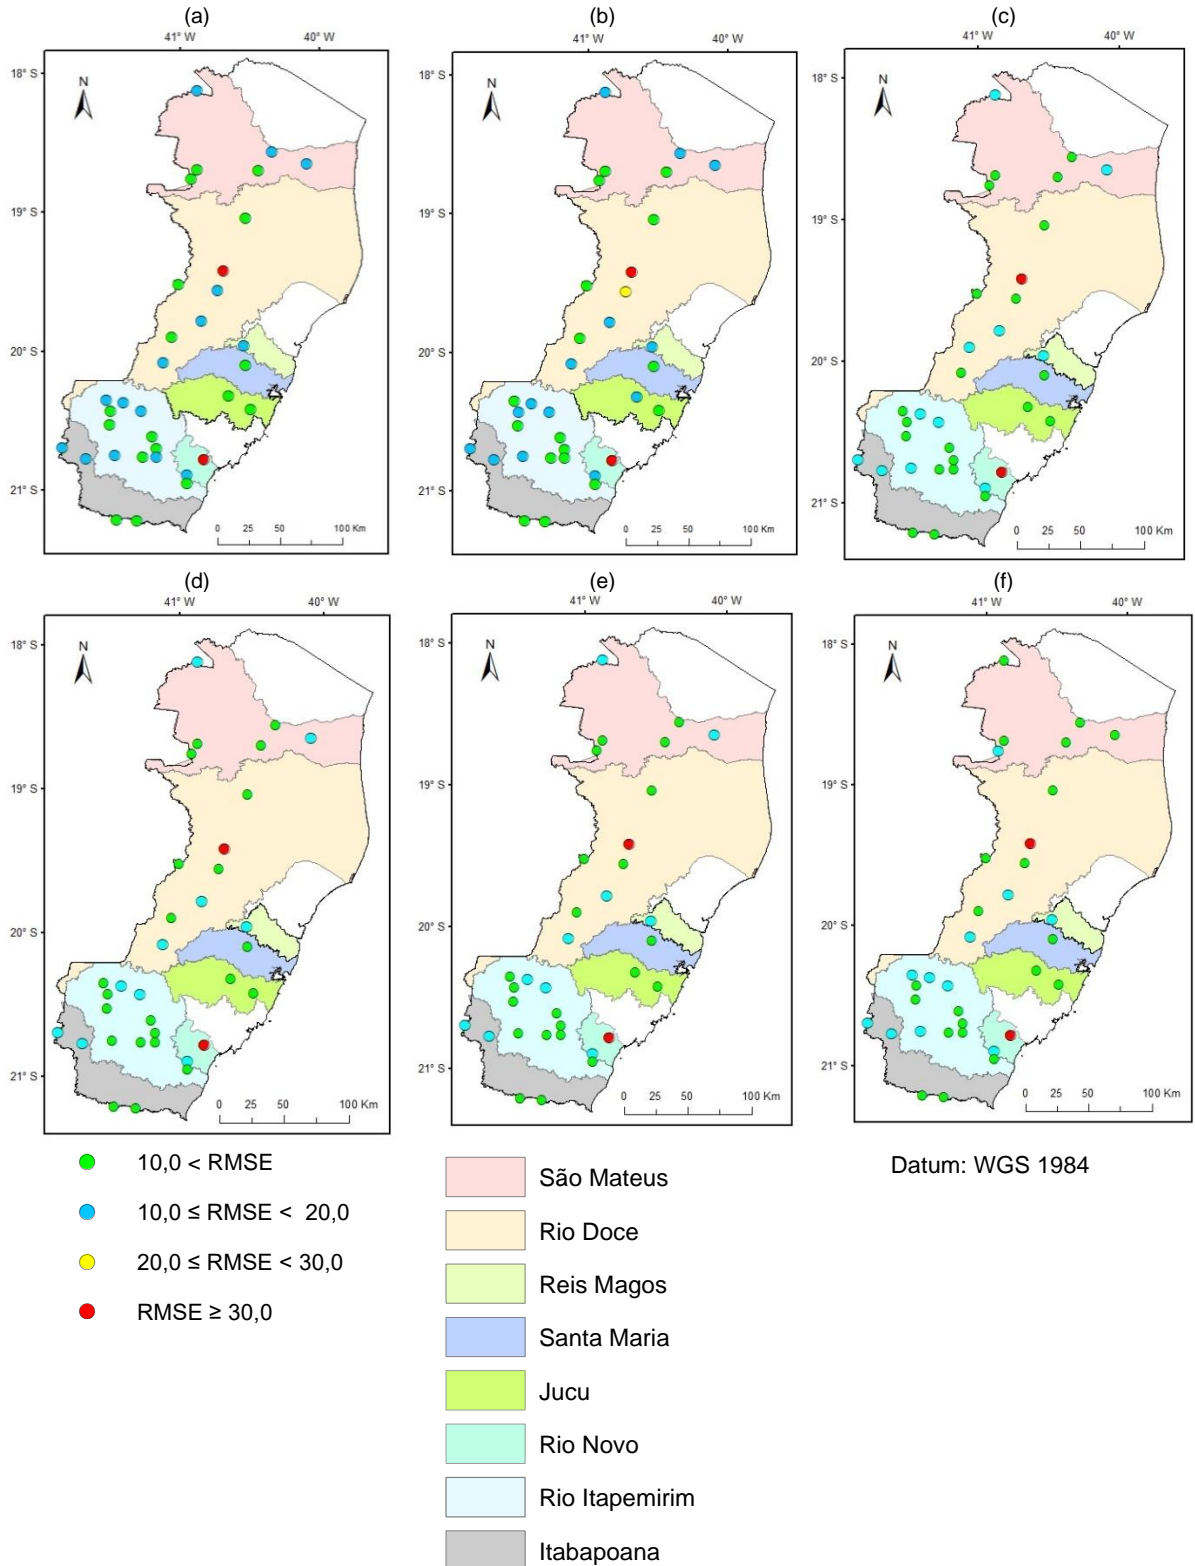 (a)
41° W 40° W
18° S
19° S
20° S
21° S
N
0 25 50 100 Km
(b)
41° W 40° W
18° S
19° S
20° S
21° S
N
0 25 50 100 Km
(c)
41° W 40° W
18° S
19° S
20° S
21° S
N
0 25 50 100 Km
(d)
41° W 40° W
18° S
19° S
20° S
21° S
N
0 25 50 100 Km
(e)
41° W 40° W
18° S
19° S
20° S
21° S
N
0 25 50 100 Km
(f)
41° W 40° W
18° S
19° S
20° S
21° S
N
0 25 50 100 Km
10,0 < RMSE
10,0 ≤ RMSE < 20,0
20,0 ≤ RMSE < 30,0
RMSE ≥ 30,0
São Mateus
Rio Doce
Reis Magos
Santa Maria
Jucu
Rio Novo
Rio Itapemirim
Itabapoana
Datum: WGS 1984